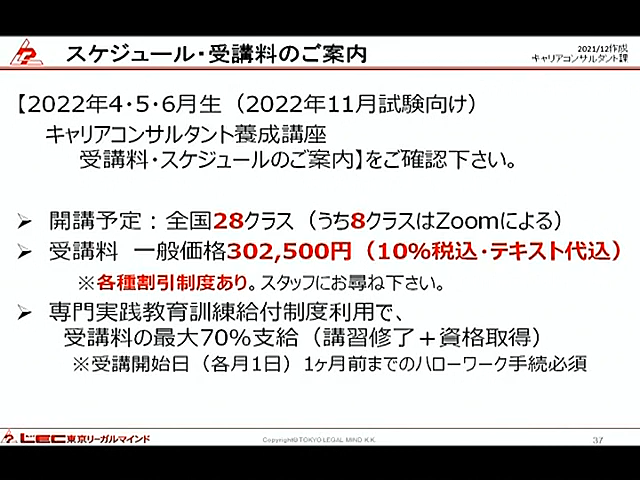 スケジュール・受講料のご案内
2021/12作成
キャリアコンサルタント課
【2022年4・5・6月生（2022年11月試験向け）
キャリアコンサルタント養成講座
受講料・スケジュールのご案内】をご確認下さい。
➢ 開講予定：全国28クラス（うち8クラスはZoomによる）
➢ 受講料 一般価格302,500円（10%税込・テキスト代込）
※各種割引制度あり。スタッフにお尋ね下さい。
➢ 専門実践教育訓練給付制度利用で、
受講料の最大70%支給（講習修了＋資格取得）
※受講開始日（各月1日）1ヶ月前までのハローワーク手続必須
LEC東京リーガルマインド
Copyright© TOKYO LEGAL MIND K.K.
37